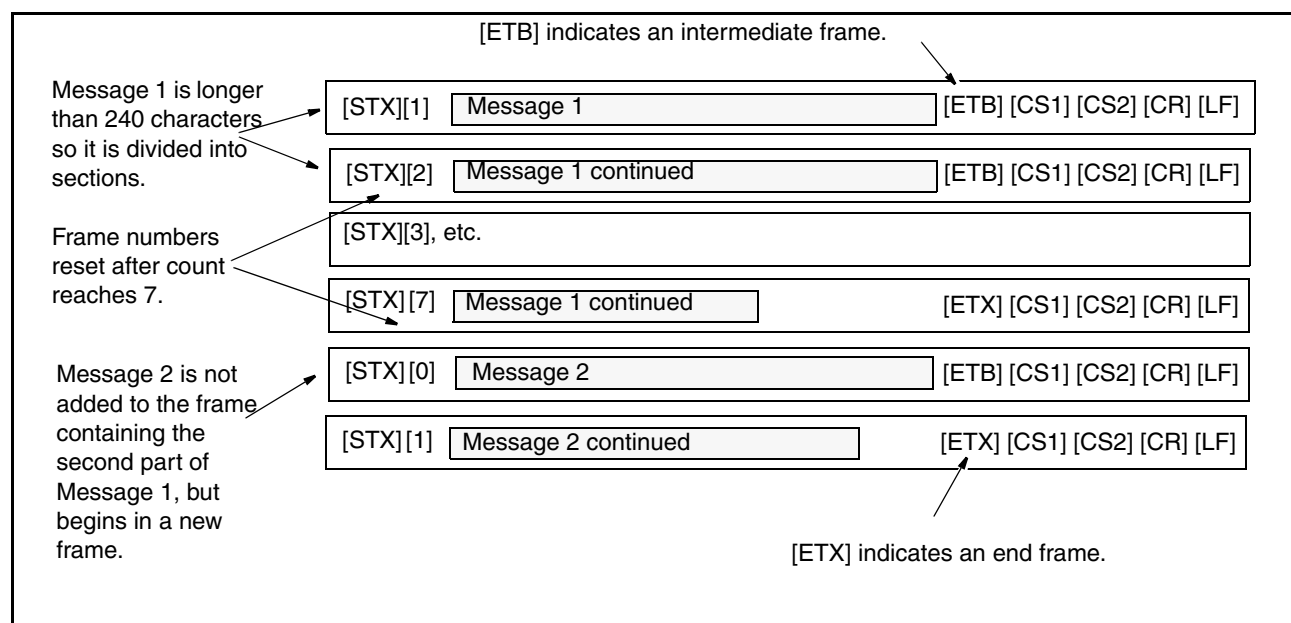 [ETB] indicates an intermediate frame.
Message 1 is longer
than 240 characters
so it is divided into
sections.
[STX][1] Message 1 [ETB] [CS1] [CS2] [CR] [LF]
[STX][2] Message 1 continued [ETB] [CS1] [CS2] [CR] [LF]
Frame numbers
reset after count
reaches 7.
[STX][3], etc.
[STX][7] Message 1 continued [ETX] [CS1] [CS2] [CR] [LF]
Message 2 is not
added to the frame
containing the
second part of
Message 1, but
begins in a new
frame.
[STX][0] Message 2 [ETB] [CS1] [CS2] [CR] [LF]
[STX][1] Message 2 continued [ETX] [CS1] [CS2] [CR] [LF]
[ETX] indicates an end frame.